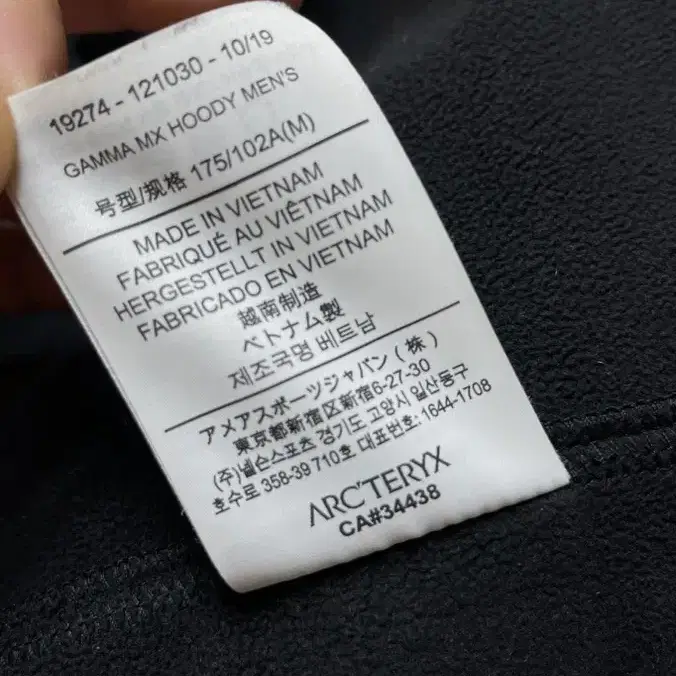 19274 - 121030 - 10/19
GAMMA MX HOODY MEN'S
号型/规格 175/102A(M)
MADE IN VIETNAM
FABRIQUÉ AU VIÊTNAM
HERGESTELLT IN VIETNAM
FABRICADO EN VIETNAM
越南制造
ベトナム製
제조국명 베트남
アメアスポーツジャパン(株)
東京都新宿区新宿6-27-30
(주)넬슨스포츠 경기도 고양시 일산동구
호수로 358-39 710호 대표번호: 1644-1708
ARC'TERYX
CA#34438